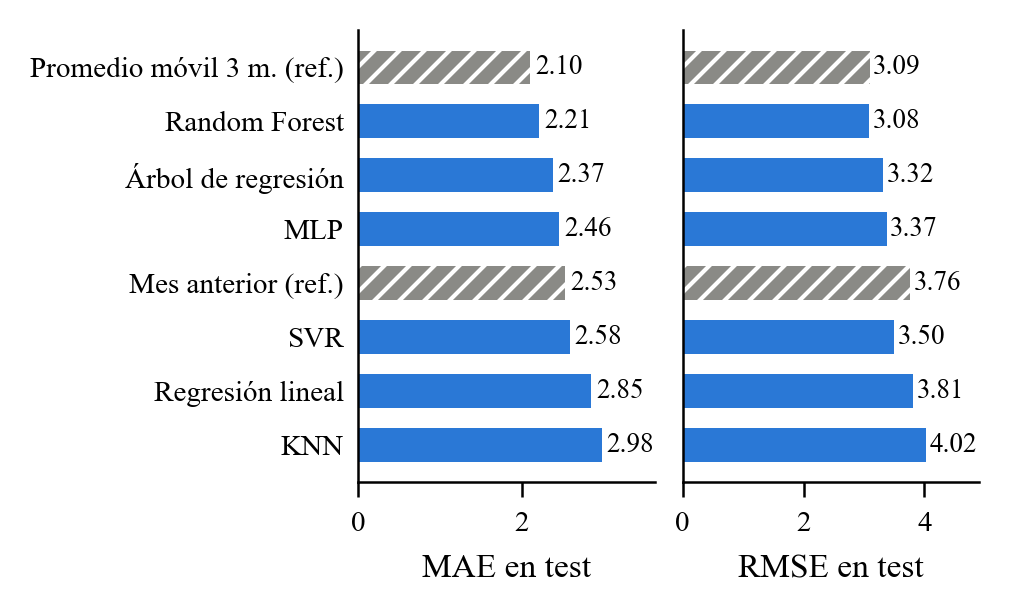 Promedio móvil 3 m. (ref.) 2.10 3.09
Random Forest 2.21 3.08
Árbol de regresión 2.37 3.32
MLP 2.46 3.37
Mes anterior (ref.) 2.53 3.76
SVR 2.58 3.50
Regresión lineal 2.85 3.81
KNN 2.98 4.02
0 2 0 2 4
MAE en test RMSE en test